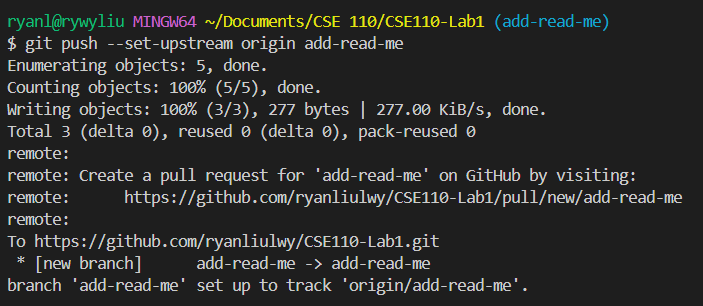 ryanl@rywyliu MINGW64 ~/Documents/CSE 110/CSE110-Lab1 (add-read-me)
$ git push --set-upstream origin add-read-me
Enumerating objects: 5, done.
Counting objects: 100% (5/5), done.
Writing objects: 100% (3/3), 277 bytes | 277.00 KiB/s, done.
Total 3 (delta 0), reused 0 (delta 0), pack-reused 0
remote:
remote: Create a pull request for 'add-read-me' on GitHub by visiting:
remote:      https://github.com/ryanliulwy/CSE110-Lab1/pull/new/add-read-me
remote:
To https://github.com/ryanliulwy/CSE110-Lab1.git
 * [new branch]      add-read-me -> add-read-me
branch 'add-read-me' set up to track 'origin/add-read-me'.